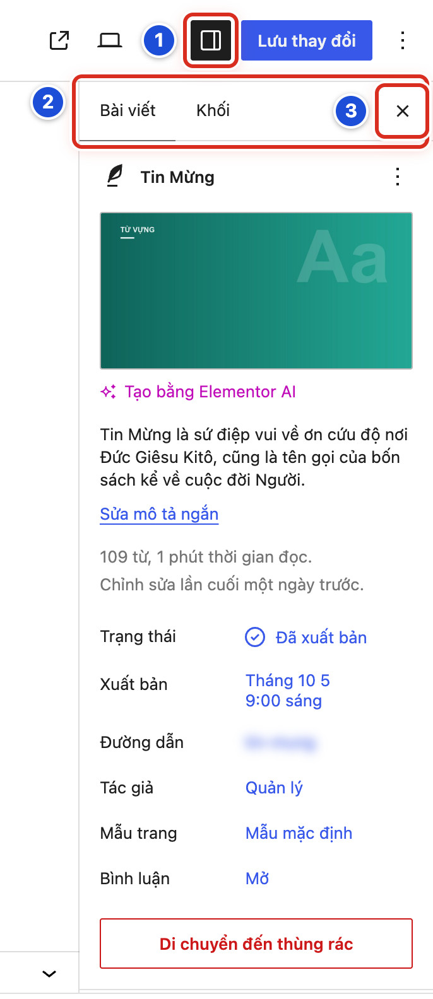 1
Lưu thay đổi
2
Bài viết
Khối
3
Tin Mừng
TỪ VỰNG
Aa
Tạo bằng Elementor AI
Tin Mừng là sứ điệp vui về ơn cứu độ nơi
Đức Giêsu Kitô, cũng là tên gọi của bốn
sách kể về cuộc đời Người.
Sửa mô tả ngắn
109 từ, 1 phút thời gian đọc.
Chỉnh sửa lần cuối một ngày trước.
Trạng thái
Đã xuất bản
Xuất bản
Tháng 10 5
9:00 sáng
Đường dẫn
Tác giả
Quản lý
Mẫu trang
Mẫu mặc định
Bình luận
Mở
Di chuyển đến thùng rác